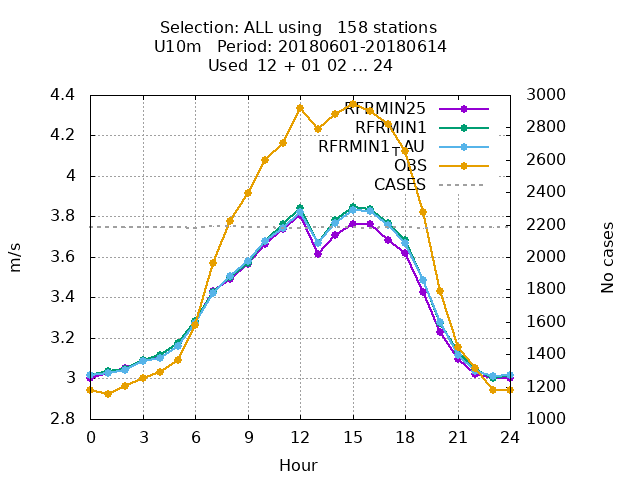 Selection: ALL using   158 stations
U10m   Period: 20180601-20180614
Used  12 + 01 02 ... 24
4.4
4.2
4
3.8
3.6
3.4
3.2
3
2.8
m/s
3000
2800
2600
2400
2200
2000
1800
1600
1400
1200
1000
No cases
RFRMIN25
RFRMIN1
RFRMIN1_AU
OBS
CASES
0 3 6 9 12 15 18 21 24
Hour